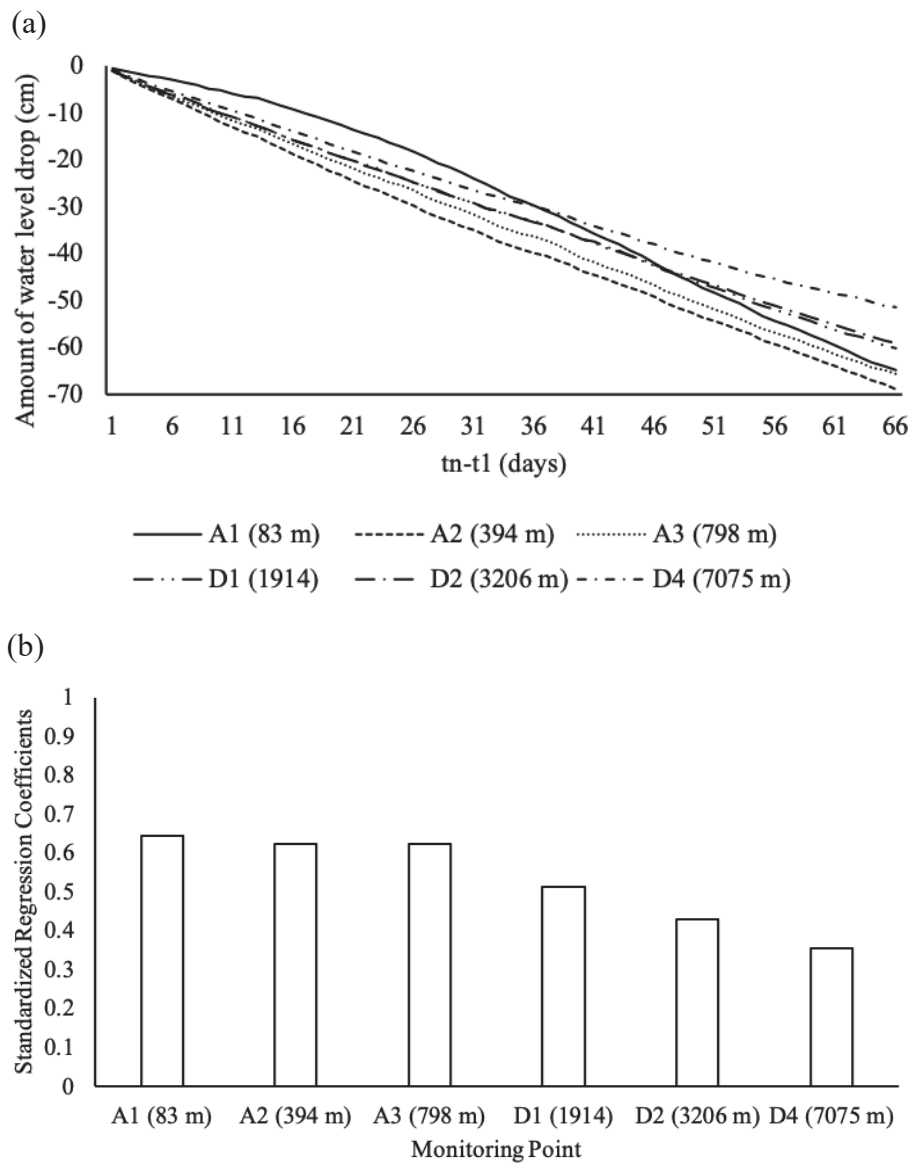 (a)
Amount of water level drop (cm)
0
-10
-20
-30
-40
-50
-60
-70
1 6 11 16 21 26 31 36 41 46 51 56 61 66
tn-t1 (days)
A1 (83 m) A2 (394 m) A3 (798 m)
D1 (1914) D2 (3206 m) D4 (7075 m)
(b)
Standardized Regression Coefficients
1
0.9
0.8
0.7
0.6
0.5
0.4
0.3
0.2
0.1
0
A1 (83 m) A2 (394 m) A3 (798 m) D1 (1914) D2 (3206 m) D4 (7075 m)
Monitoring Point